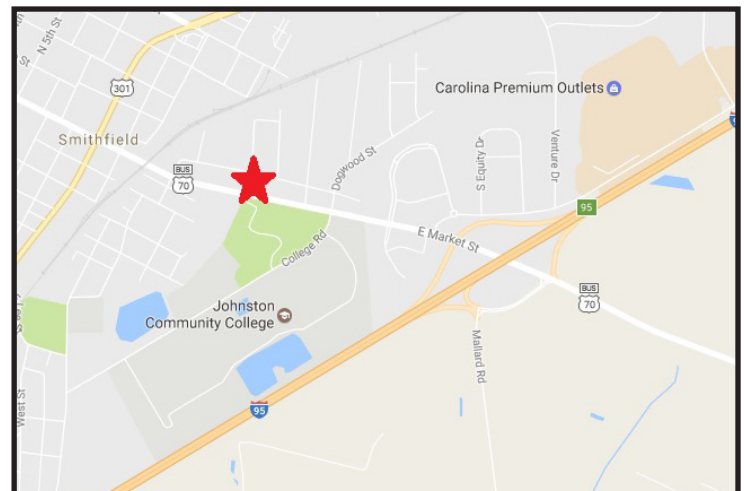 N 5th St
301
Carolina Premium Outlets
Smithfield
BUS
70
Dogwood St
S Equity Dr
Venture Dr
95
E Market St
College Rd
BUS
70
Johnston
Community College
Mallard Rd
West St
95